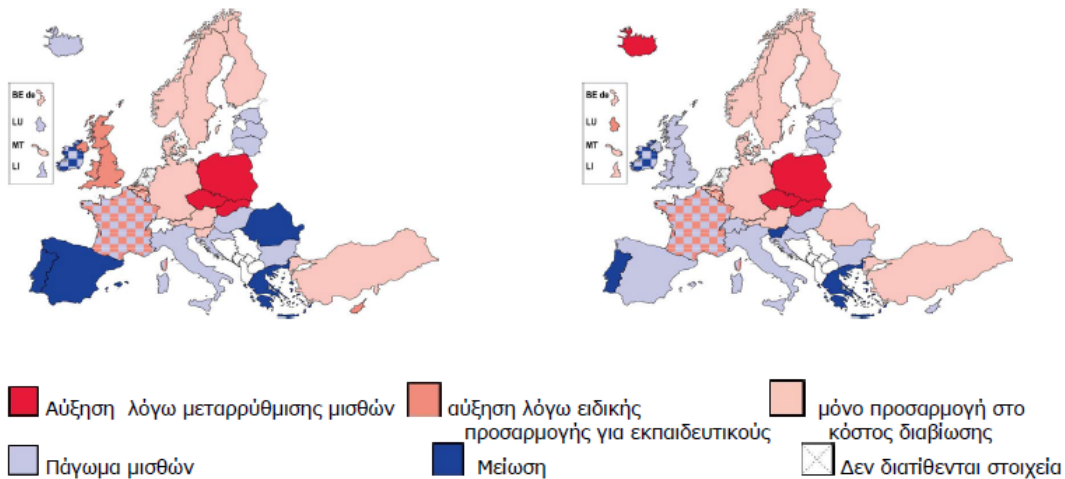 BE de
LU
MT
LI
BE de
LU
MT
LI
Αύξηση λόγω μεταρρύθμισης μισθών
αύξηση λόγω ειδικής
προσαρμογής για εκπαιδευτικούς
μόνο προσαρμογή στο
κόστος διαβίωσης
Πάγωμα μισθών
Μείωση
Δεν διατίθενται στοιχεία